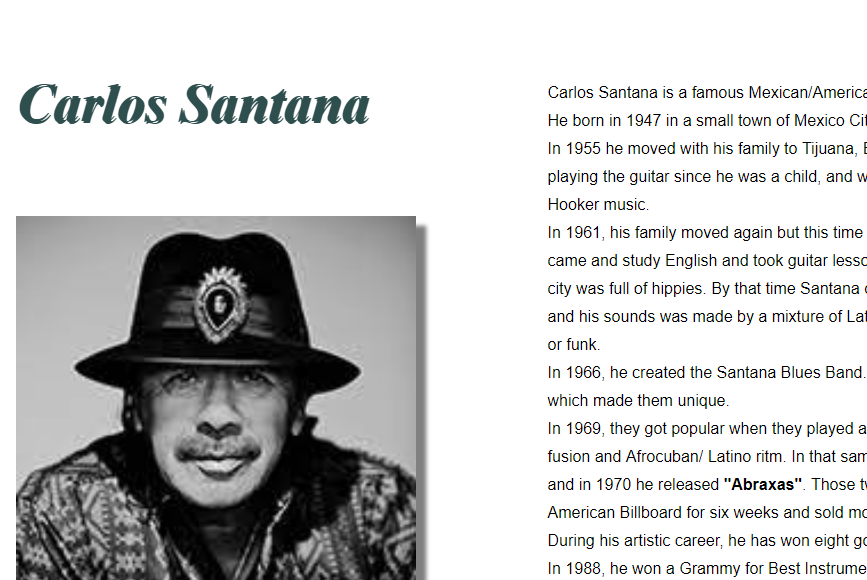 Carlos Santana
Carlos Santana is a famous Mexican/America
He born in 1947 in a small town of Mexico Cit
In 1955 he moved with his family to Tijuana,
playing the guitar since he was a child, and w
Hooker music.
In 1961, his family moved again but this time
came and study English and took guitar lesso
city was full of hippies. By that time Santana
and his sounds was made by a mixture of Lat
or funk.
In 1966, he created the Santana Blues Band.
which made them unique.
In 1969, they got popular when they played a
fusion and Afrocuban/ Latino ritm. In that sam
and in 1970 he released "Abraxas". Those tw
American Billboard for six weeks and sold mo
During his artistic career, he has won eight go
In 1988, he won a Grammy for Best Instrume